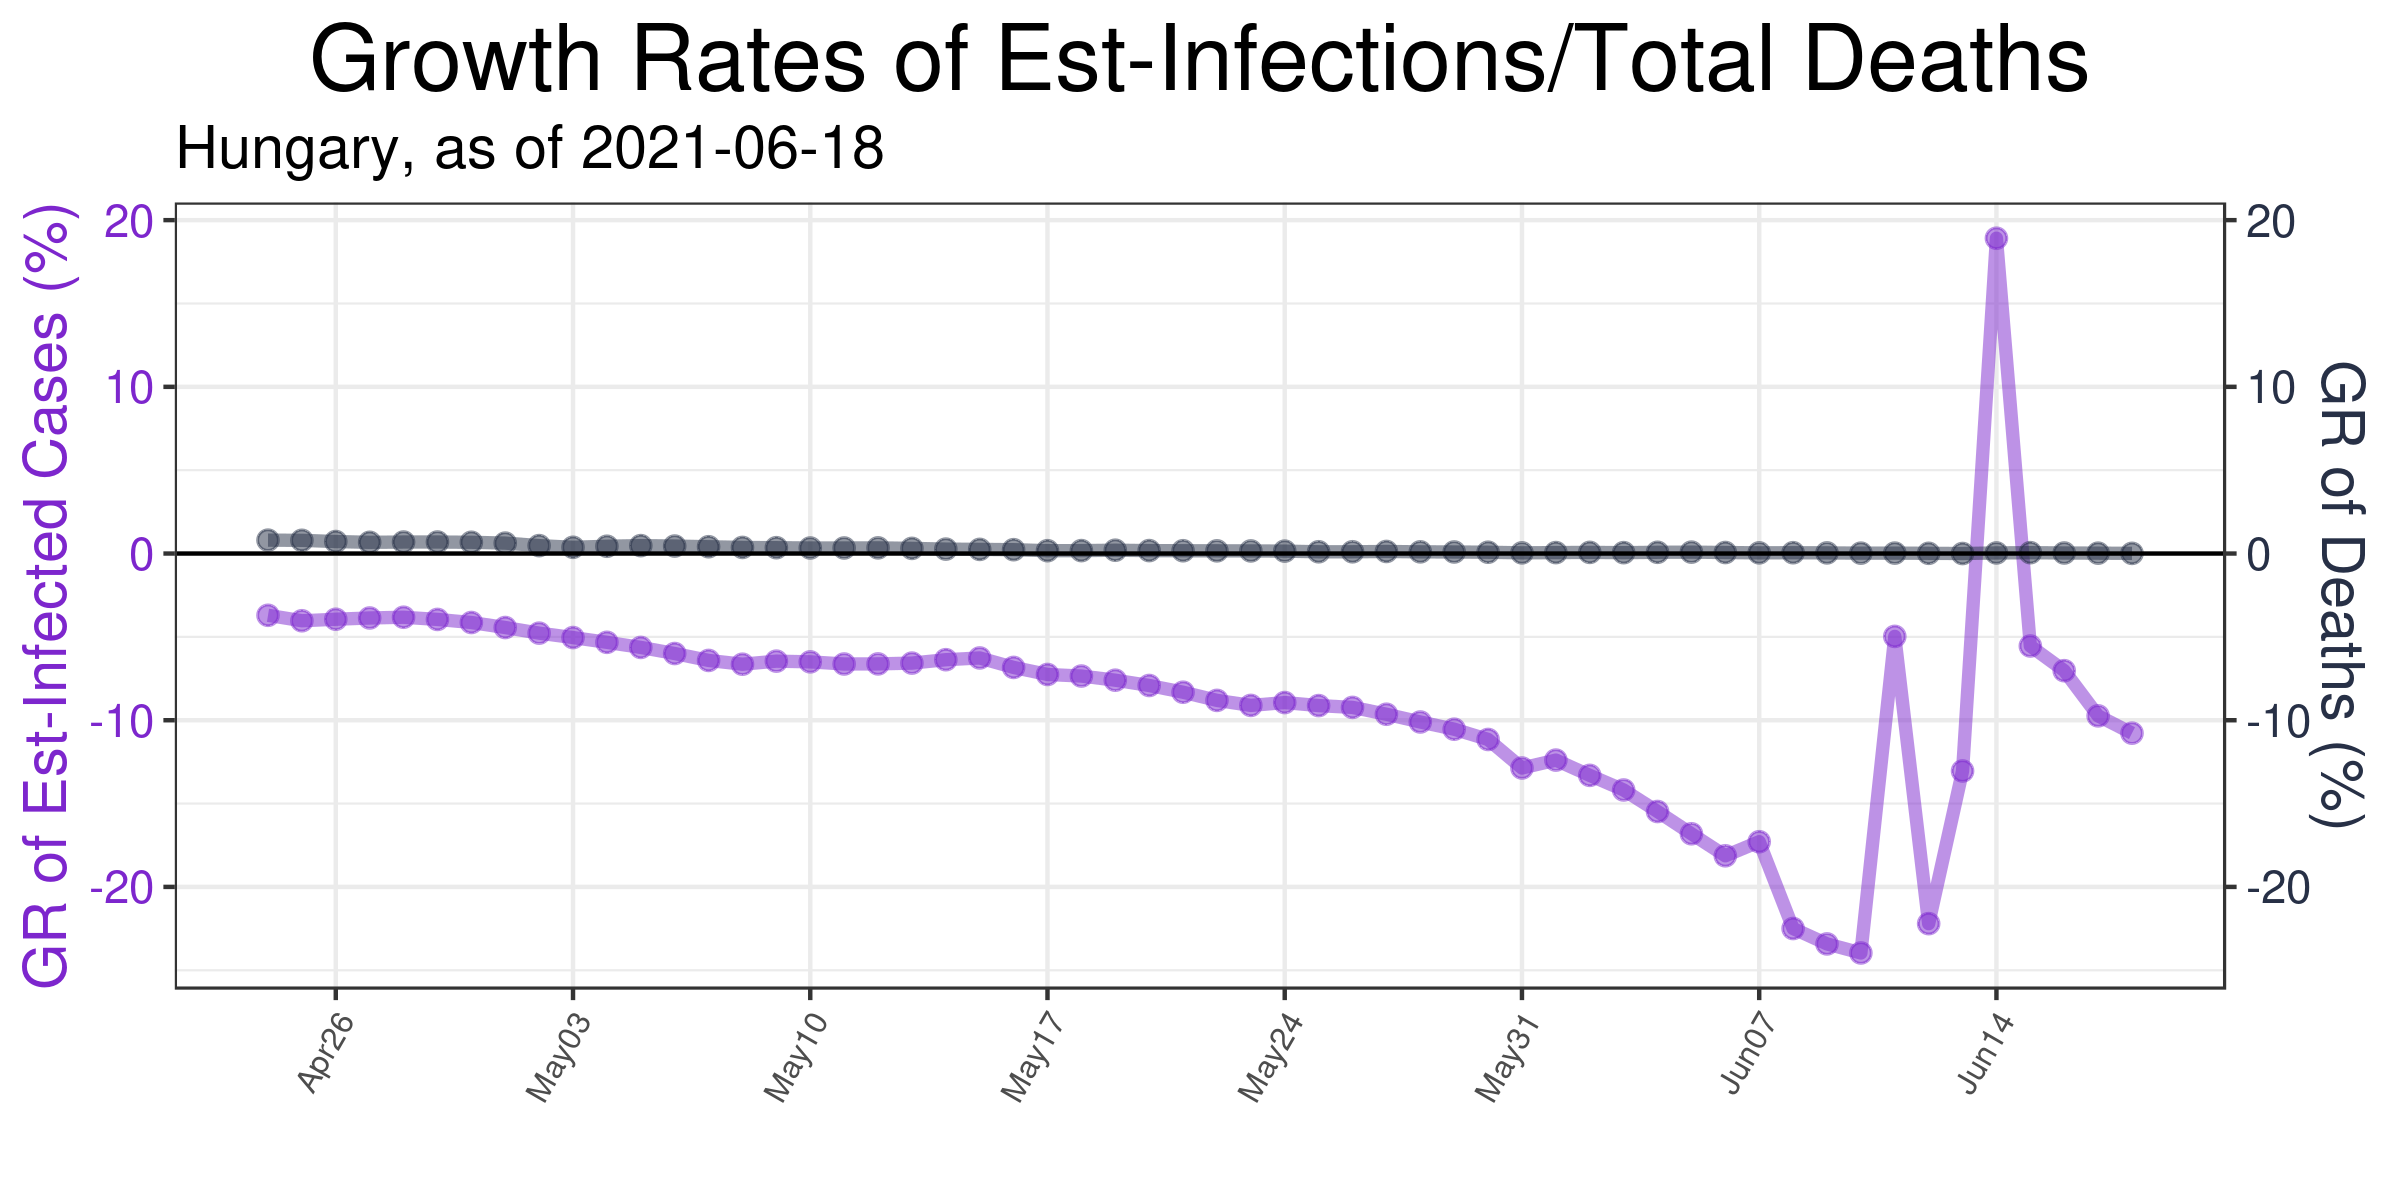 Growth Rates of Est-Infections/Total Deaths
Hungary, as of 2021-06-18
GR of Est-Infected Cases (%)
20
10
0
-10
-20
20
10
0
-10
-20
GR of Deaths (%)
Apr26
May03
May10
May17
May24
May31
Jun07
Jun14